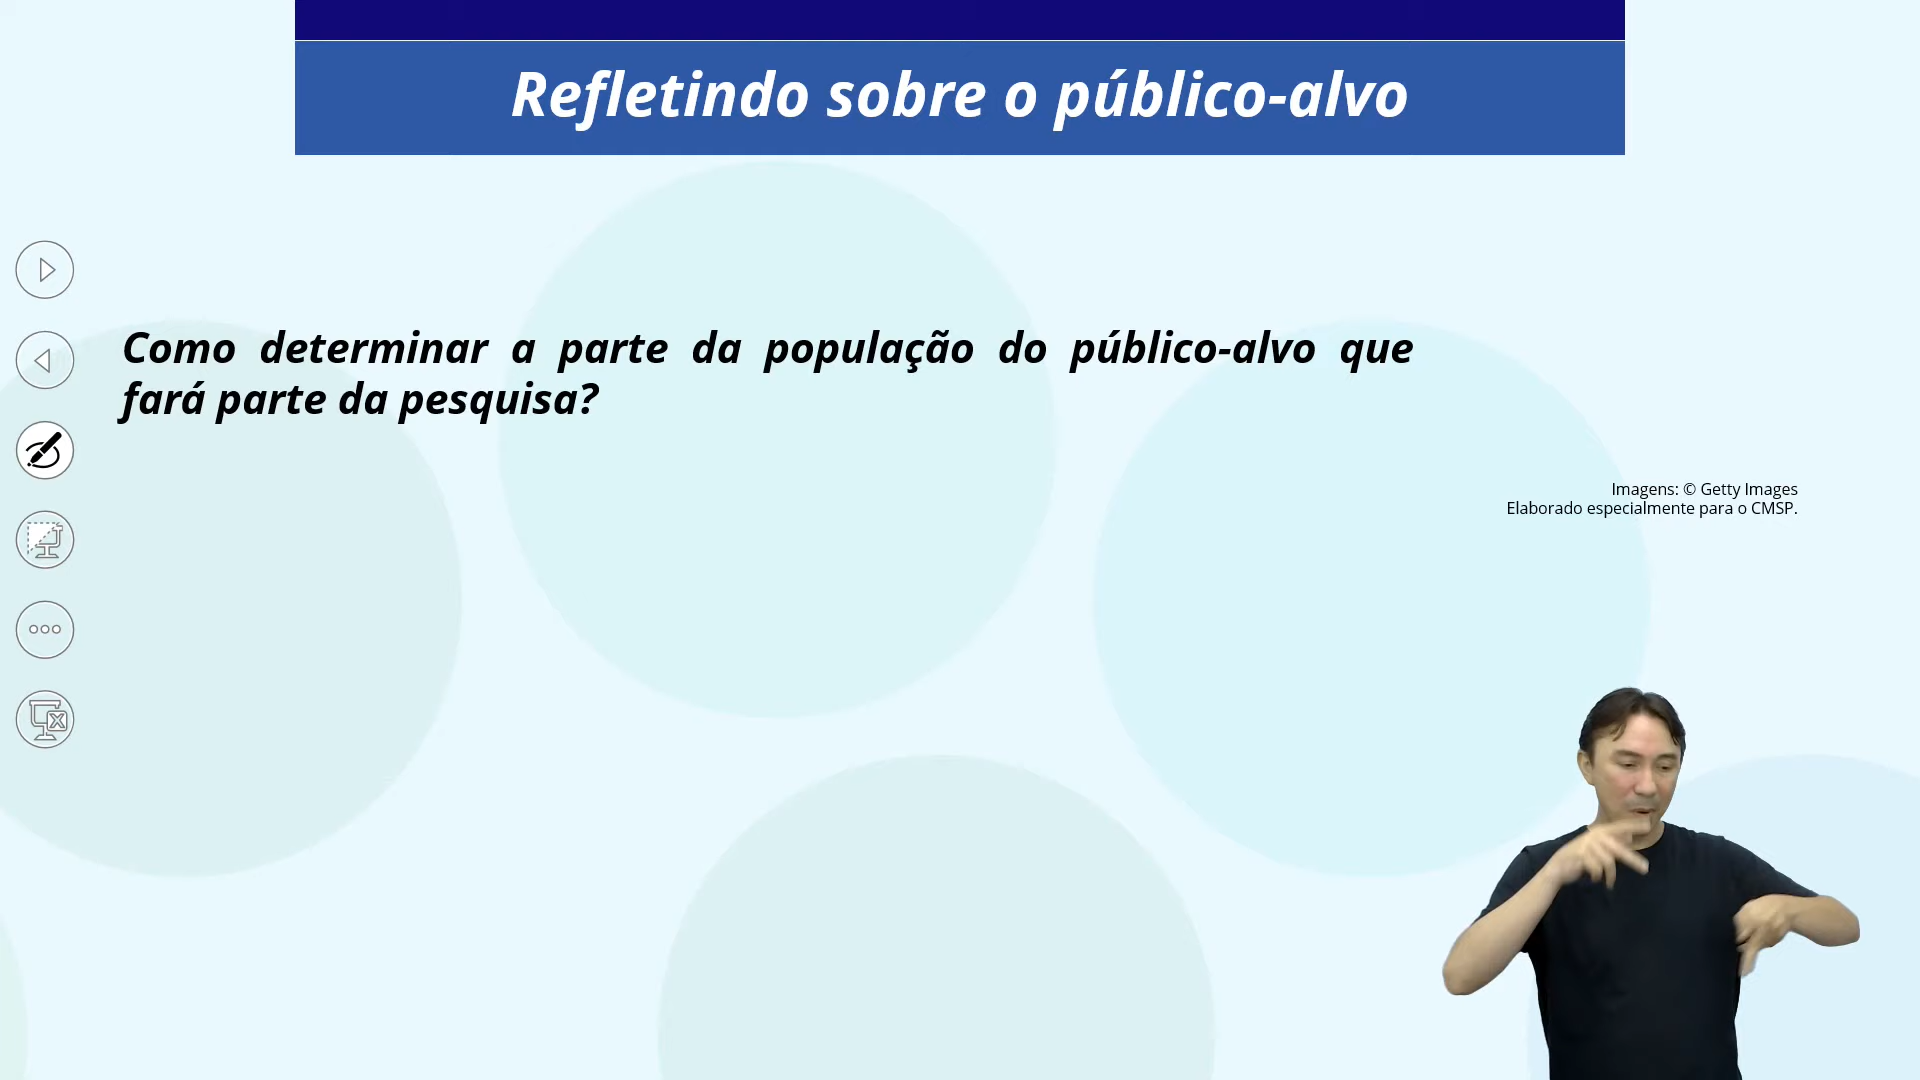 Refletindo sobre o público-alvo
Como determinar a parte da população do público-alvo que
fará parte da pesquisa?
Imagens: © Getty Images
Elaborado especialmente para o CMSP.